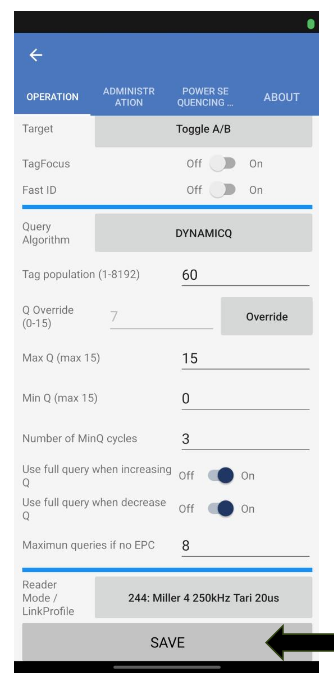 OPERATION
ADMINISTR
ATION
POWER SE
QUENCING ...
ABOUT
Target Toggle A/B
TagFocus Off On
Fast ID Off On
Query
Algorithm
DYNAMICQ
Tag population (1-8192) 60
Q Override
(0-15)
7
Override
Max Q (max 15) 15
Min Q (max 15) 0
Number of MinQ cycles 3
Use full query when increasing
Q
Off On
Use full query when decrease
Q
Off On
Maximun queries if no EPC 8
Reader
Mode /
LinkProfile
244: Miller 4 250kHz Tari 20us
SAVE